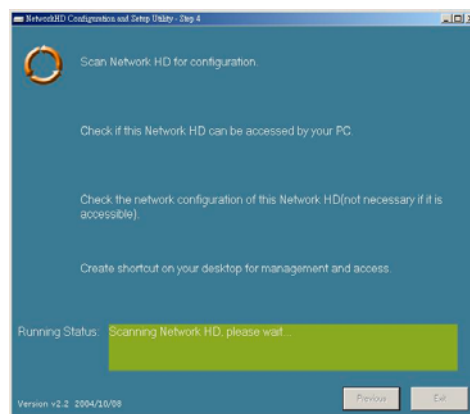 NetworkHD Configuration and Setup Utility - Step 4
Scan Network HD for configuration.
Check if this Network HD can be accessed by your PC.
Check the network configuration of this Network HD(not necessary if it is
accessible).
Create shortcut on your desktop for management and access.
Running Status:
Scanning Network HD, please wait...
Version v2.2 2004/10/08
Previous
Exit